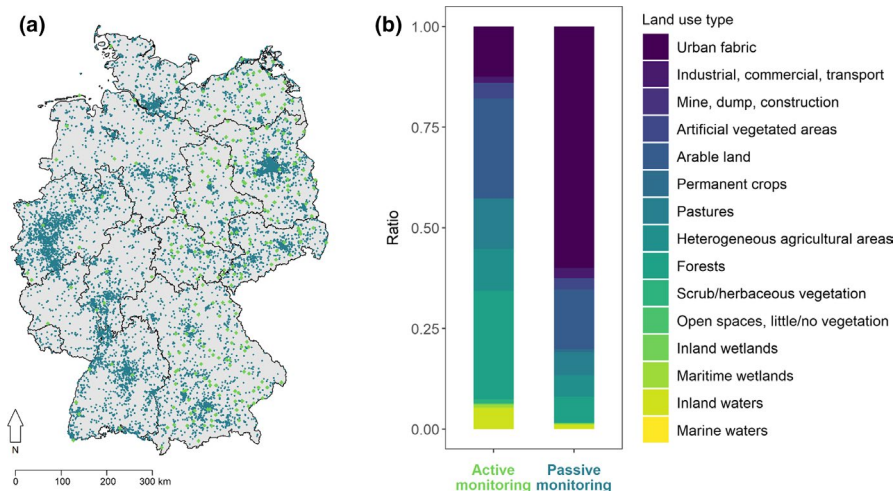 (a)
N
0 100 200 300 km
(b)
1.00
0.75
0.50
0.25
0.00
Ratio
Active
monitoring
Passive
monitoring
Land use type
Urban fabric
Industrial, commercial, transport
Mine, dump, construction
Artificial vegetated areas
Arable land
Permanent crops
Pastures
Heterogeneous agricultural areas
Forests
Scrub/herbaceous vegetation
Open spaces, little/no vegetation
Inland wetlands
Maritime wetlands
Inland waters
Marine waters